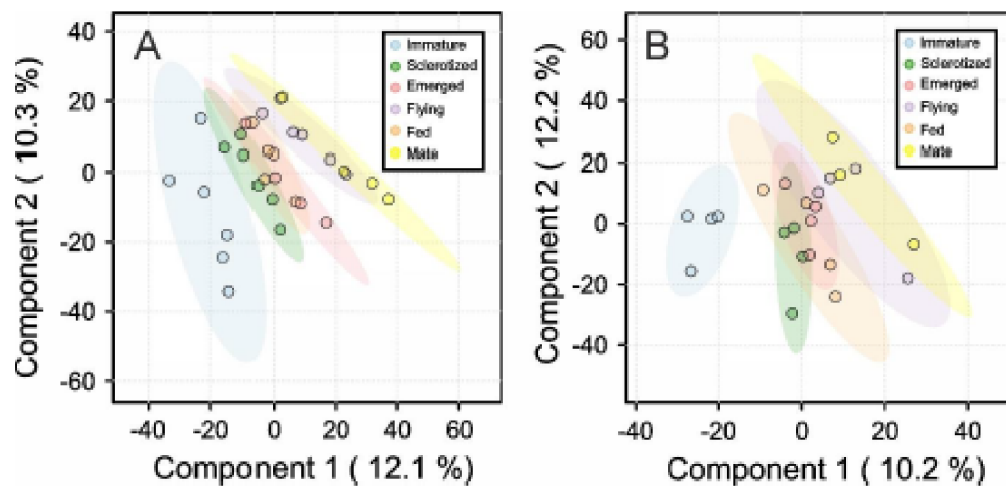 A
Immature
Sclerotized
Emerged
Flying
Fed
Mate
40
20
0
-20
-40
-60
Component 2 ( 10.3 %)
-40
-20
0
20
40
60
Component 1 ( 12.1 %)
B
Immature
Sclerotized
Emerged
Flying
Fed
Mate
60
40
20
0
-20
-40
Component 2 ( 12.2 %)
-40
-20
0
20
40
Component 1 ( 10.2 %)